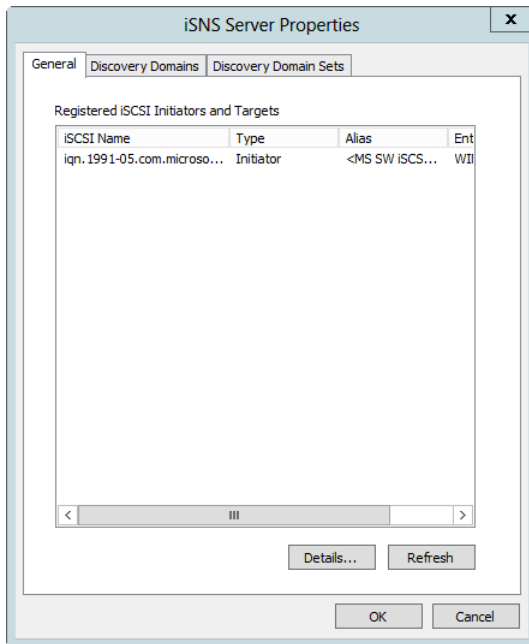 iSNS Server Properties
x
General Discovery Domains Discovery Domain Sets
Registered iSCSI Initiators and Targets
iSCSI Name Type Alias Ent
iqn.1991-05.com.microso... Initiator <MS SW iSCS... WII
Details... Refresh
OK Cancel